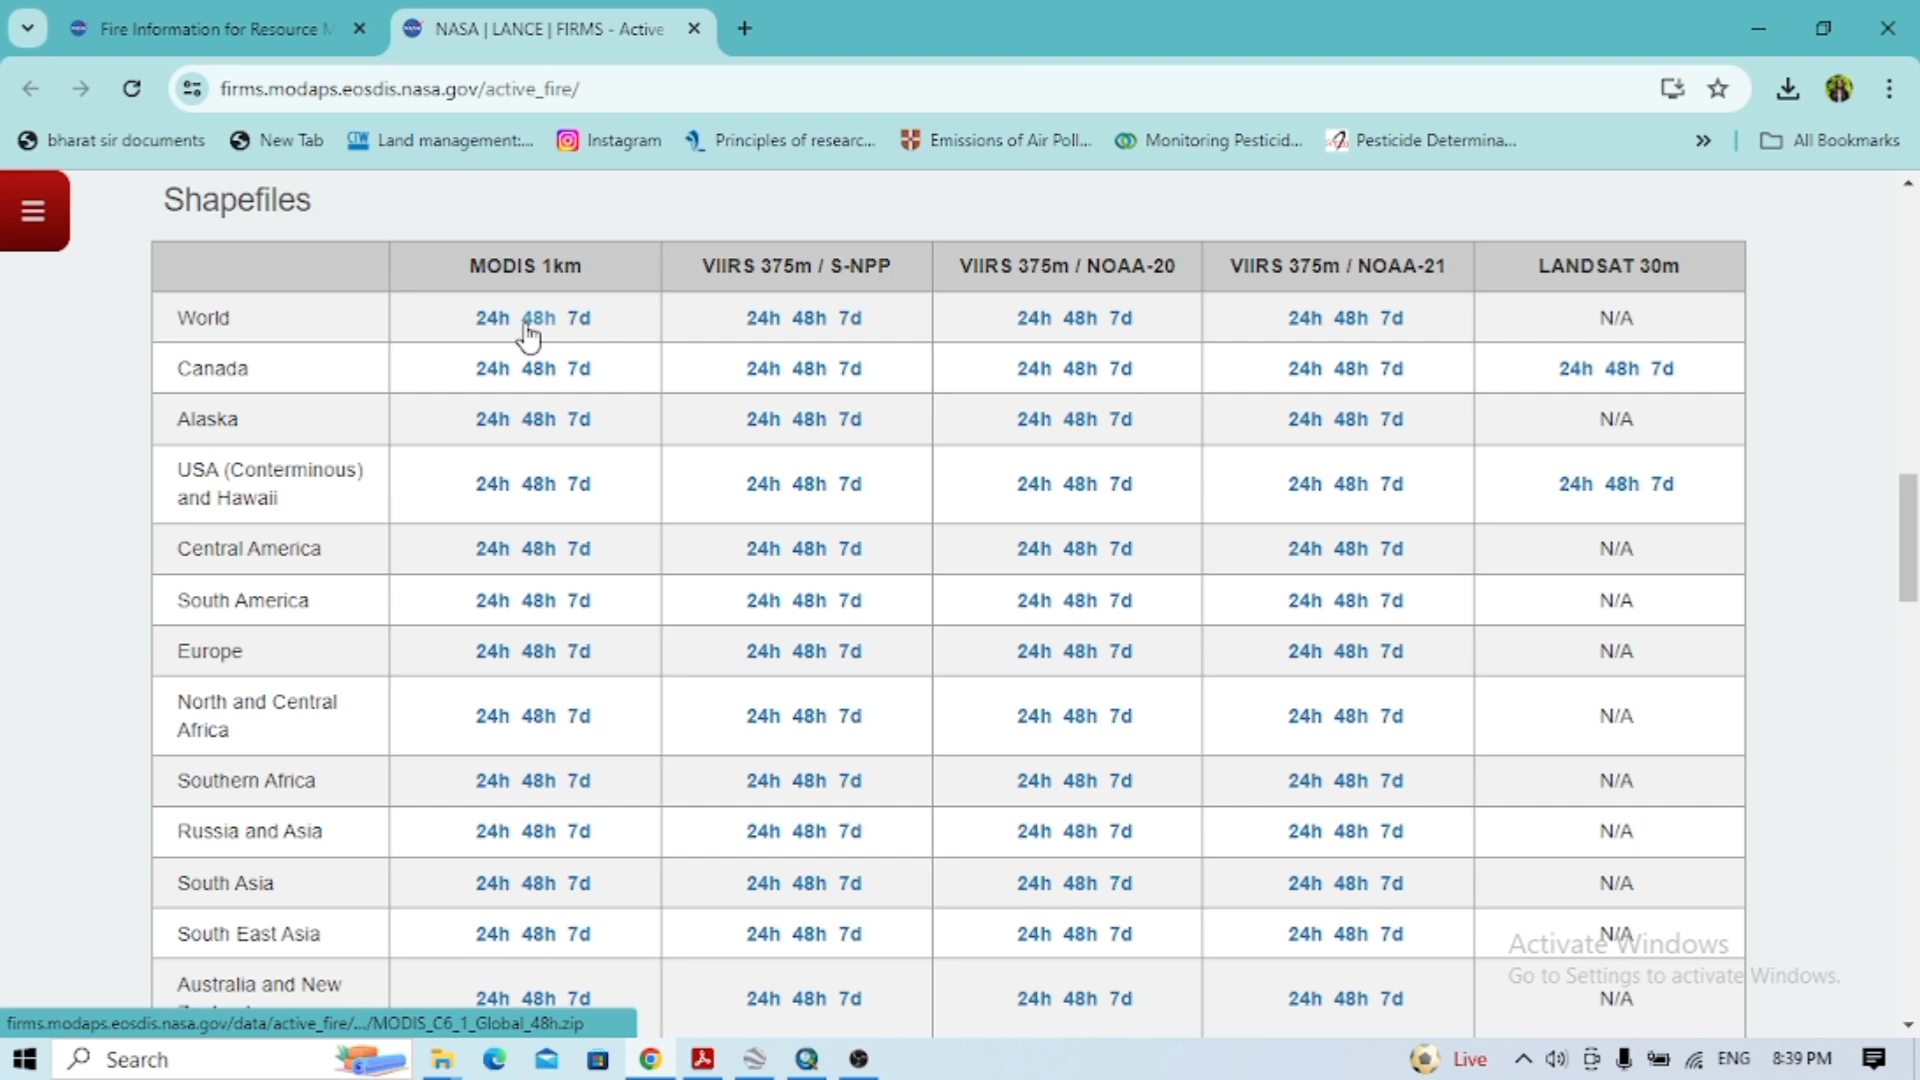 Fire Information for Resource M
NASA | LANCE | FIRMS - Active
firms.modaps.eosdis.nasa.gov/active_fire/
bharat sir documents
New Tab
CTW
Land management:...
Instagram
Principles of researc...
Emissions of Air Poll...
Monitoring Pesticid...
Pesticide Determina...
»
All Bookmarks
Shapefiles
MODIS 1km VIIRS 375m / S-NPP VIIRS 375m / NOAA-20 VIIRS 375m / NOAA-21 LANDSAT 30m
World 24h 48h 7d 24h 48h 7d 24h 48h 7d 24h 48h 7d N/A
Canada 24h 48h 7d 24h 48h 7d 24h 48h 7d 24h 48h 7d 24h 48h 7d
Alaska 24h 48h 7d 24h 48h 7d 24h 48h 7d 24h 48h 7d N/A
USA (Conterminous)
and Hawaii 24h 48h 7d 24h 48h 7d 24h 48h 7d 24h 48h 7d 24h 48h 7d
Central America 24h 48h 7d 24h 48h 7d 24h 48h 7d 24h 48h 7d N/A
South America 24h 48h 7d 24h 48h 7d 24h 48h 7d 24h 48h 7d N/A
Europe 24h 48h 7d 24h 48h 7d 24h 48h 7d 24h 48h 7d N/A
North and Central
Africa 24h 48h 7d 24h 48h 7d 24h 48h 7d 24h 48h 7d N/A
Southern Africa 24h 48h 7d 24h 48h 7d 24h 48h 7d 24h 48h 7d N/A
Russia and Asia 24h 48h 7d 24h 48h 7d 24h 48h 7d 24h 48h 7d N/A
South Asia 24h 48h 7d 24h 48h 7d 24h 48h 7d 24h 48h 7d N/A
South East Asia 24h 48h 7d 24h 48h 7d 24h 48h 7d 24h 48h 7d N/A
Australia and New
24h 48h 7d 24h 48h 7d 24h 48h 7d 24h 48h 7d N/A
Activate Windows
Go to Settings to activate Windows.
firms.modaps.eosdis.nasa.gov/data/active_fire/.../MODIS_C6_1_Global_48h.zip
Search
Live
ENG
8:39 PM